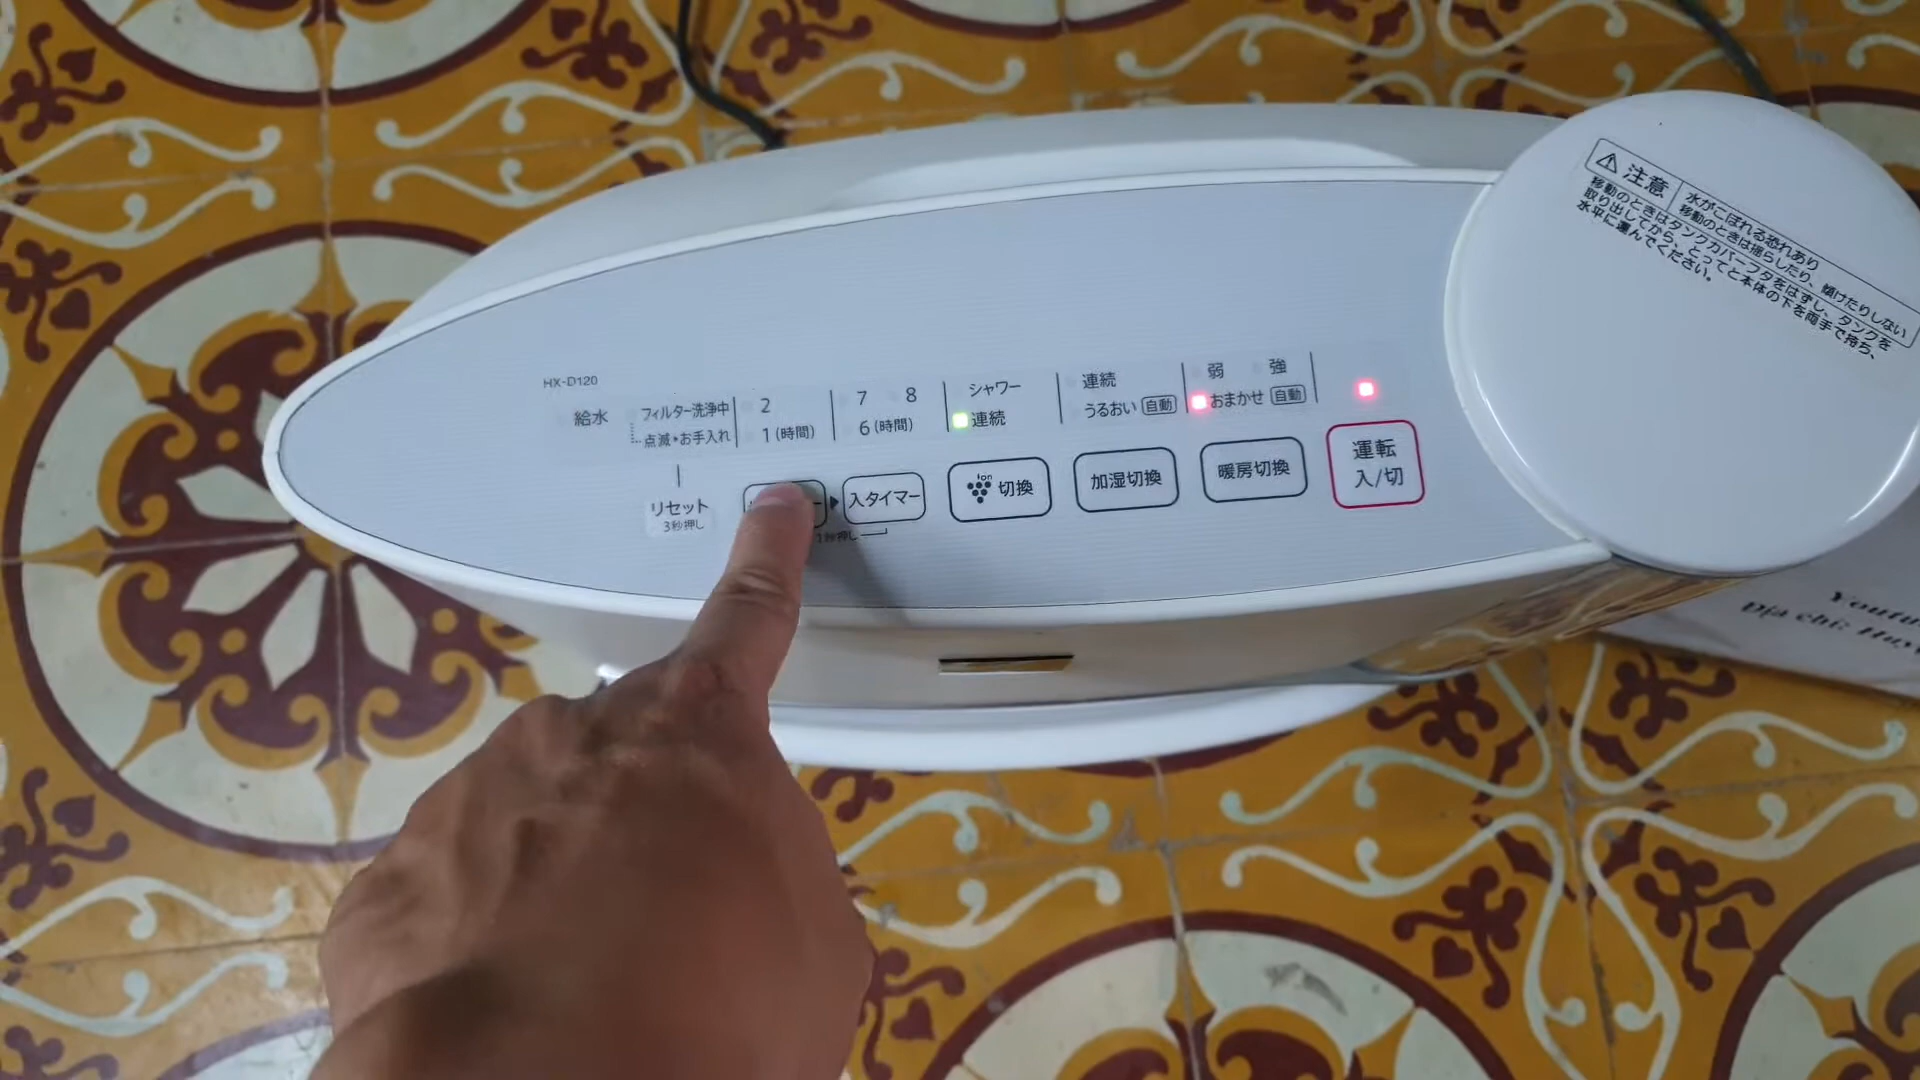 HX-D120
給水
フィルター洗浄中
点滅・お手入れ
リセット
3秒押し
2
1(時間)
7 8
6(時間)
入タイマー
1秒押し
シャワー
連続
ion
切換
連続
うるおい 自動
加湿切換
弱 強
おまかせ 自動
暖房切換
運転
入/切
注意
水がこぼれる恐れあり
移動のときは揺らしたり、傾けたりしない
移動のときはタンクカバーフタをはずし、タンクを
取り出してから、とってと本体の下を両手で持ち、
水平に運んでください。
Địa chỉ: